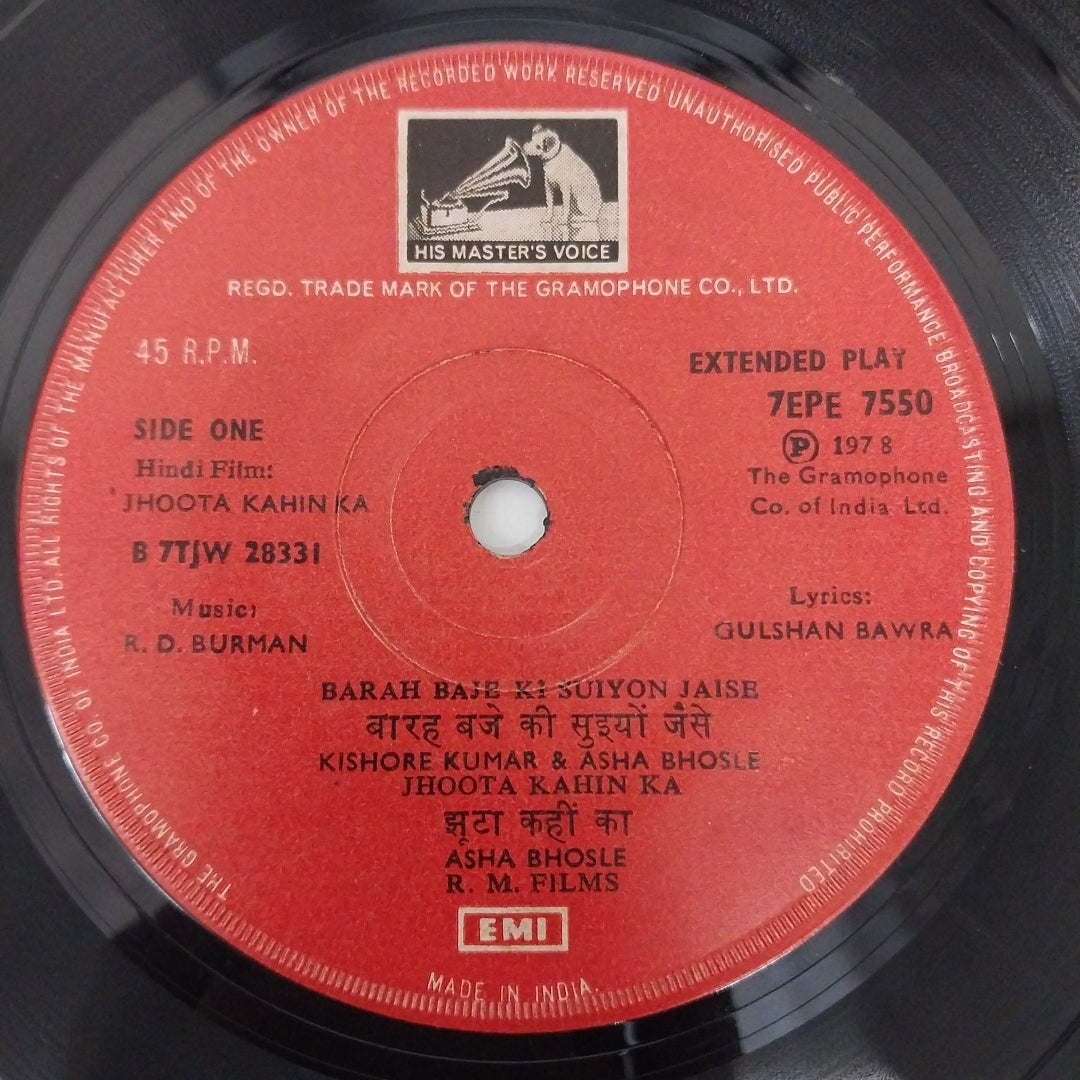 THE GRAMOPHONE CO. OF INDIA LTD. ALL RIGHTS OF THE MANUFACTURER AND OF THE OWNER OF THE RECORDED WORK RESERVED UNAUTHORISED PUBLIC PERFORMANCE BROADCASTING AND COPYING OF THIS RECORD PROHIBITED
HIS MASTER'S VOICE
REGD. TRADE MARK OF THE GRAMOPHONE CO., LTD.
45 R.P.M.
EXTENDED PLAY
7EPE 7550
SIDE ONE
Ⓟ 1978
Hindi Film:
The Gramophone
JHOOTA KAHIN KA
Co. of India Ltd.
B 7TJW 28331
Music:
Lyrics:
R. D. BURMAN
GULSHAN BAWRA
BARAH BAJE KI SUIYON JAISE
बारह बजे की सुइयों जैसे
KISHORE KUMAR & ASHA BHOSLE
JHOOTA KAHIN KA
झूटा कहीं का
ASHA BHOSLE
R. M. FILMS
EMI
MADE IN INDIA.